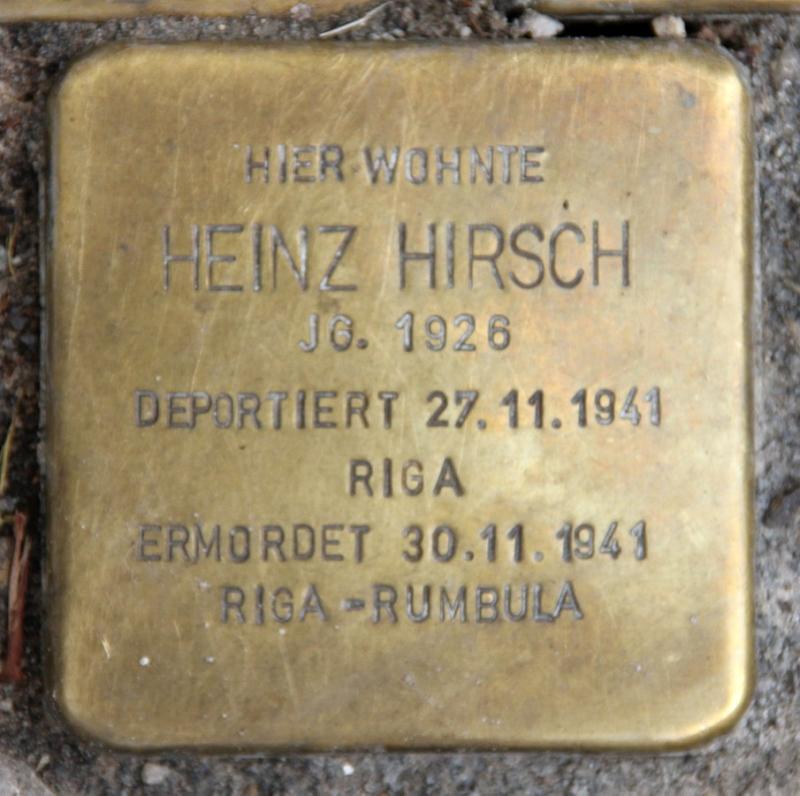 HIER WOHNTE
HEINZ HIRSCH
JG. 1926
DEPORTIERT 27.11.1941
RIGA
ERMORDET 30.11.1941
RIGA-RUMBULA